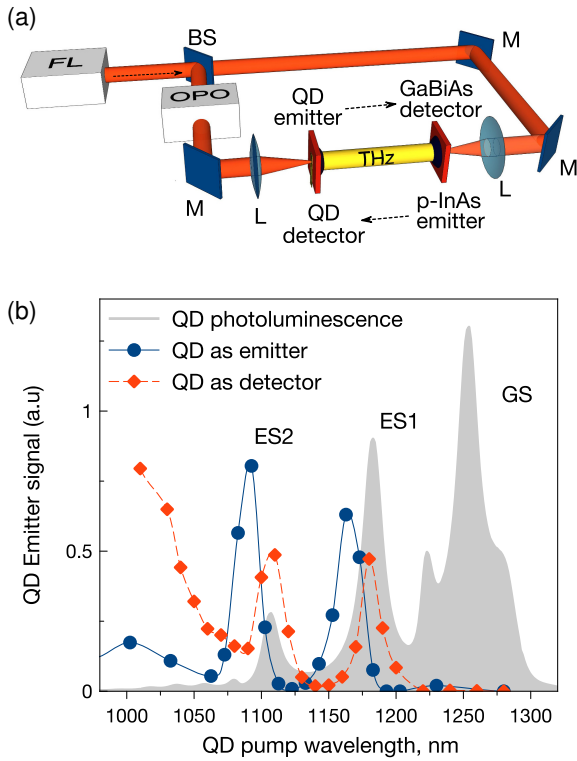 (a)
BS
M
FL
OPO
QD
emitter
GaBiAs
detector
THz
M
L
QD
detector
p-InAs
emitter
L
M
(b)
QD photoluminescence
QD as emitter
QD as detector
GS
ES1
ES2
1
0.5
0
QD Emitter signal (a.u)
1000
1050
1100
1150
1200
1250
1300
QD pump wavelength, nm